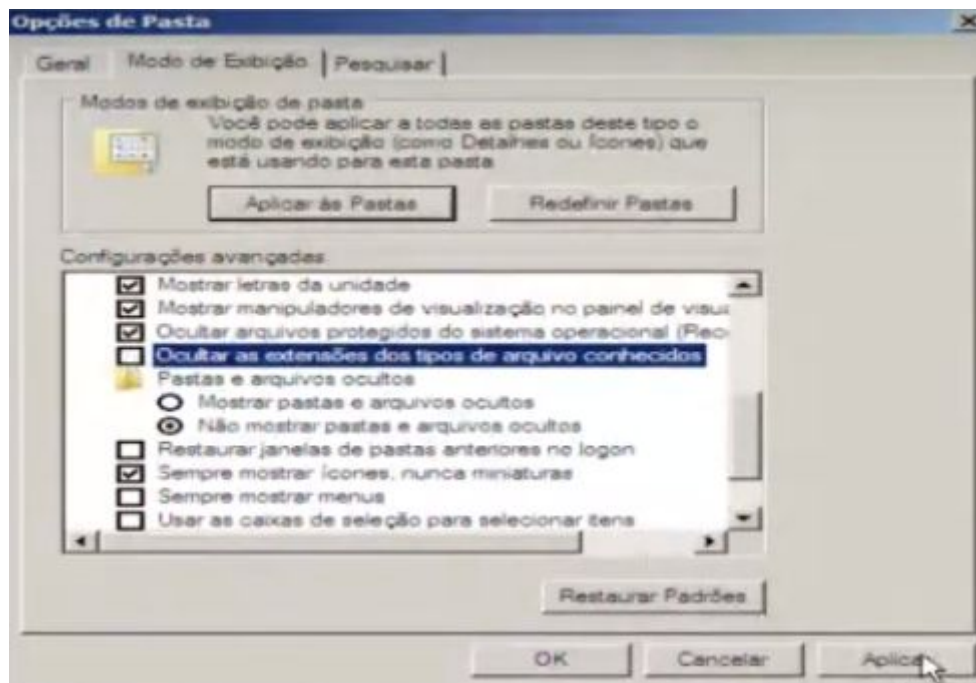 Opções de Pasta
Geral
Modo de Exibição
Pesquisar
Modos de exibição de pasta
Você pode aplicar a todas as pastas deste tipo o
modo de exibição (como Detalhes ou Ícones) que
está usando para esta pasta
Aplicar às Pastas
Redefinir Pastas
Configurações avançadas
Mostrar letras da unidade
Mostrar manipuladores de visualização no painel de visu
Ocultar arquivos protegidos do sistema operacional (Reco
Ocultar as extensões dos tipos de arquivo conhecidos
Pastas e arquivos ocultos
Mostrar pastas e arquivos ocultos
Não mostrar pastas e arquivos ocultos
Restaurar janelas de pastas anteriores no logon
Sempre mostrar ícones, nunca miniaturas
Sempre mostrar menus
Usar as caixas de seleção para selecionar itens
Restaurar Padrões
OK
Cancelar
Aplicar